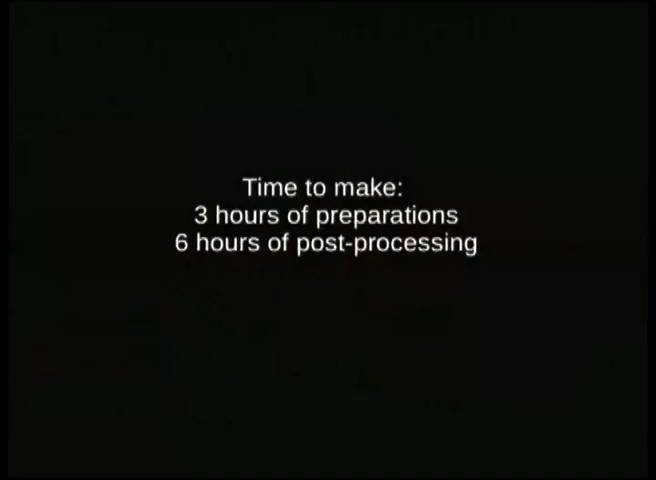 Time to make:
3 hours of preparations
6 hours of post-processing